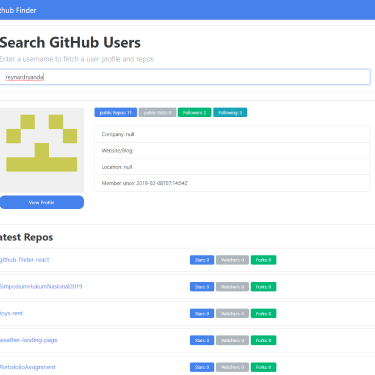 thub Finder
Search GitHub Users
Enter a username to fetch a user profile and repos
reynardryanda
public Repos: 11 public Gists: 0 Followers: 2 Following: 3
Company: null
Website/Blog:
Location: null
Member since: 2019-02-08T07:14:54Z
View Profile
atest Repos
github-finder-react Stars: 0 Watchers: 0 Forks: 0
SimposiumHukumNasional2019 Stars: 0 Watchers: 0 Forks: 0
toys-rent Stars: 0 Watchers: 0 Forks: 0
weather-landing-page Stars: 0 Watchers: 0 Forks: 0
PortofolioAssignment Stars: 0 Watchers: 0 Forks: 0